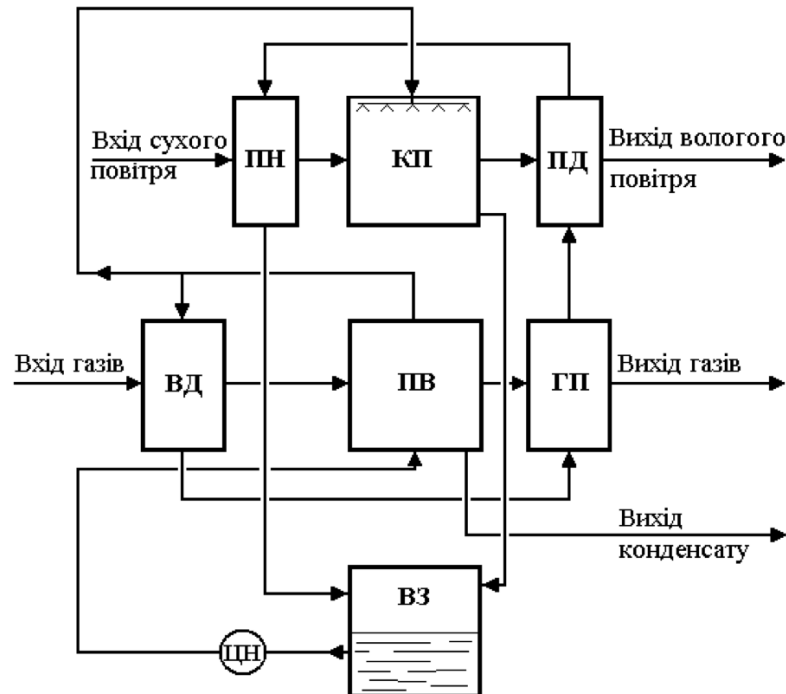 Вхід сухого
повітря
ПН
КП
ПД
Вихід вологого
повітря
Вхід газів
ВД
ПВ
ГП
Вихід газів
Вихід
конденсату
ВЗ
ЦН